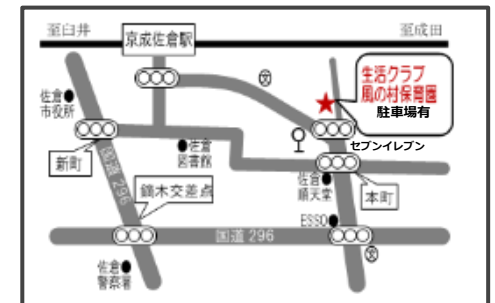 至臼井
至成田
京成佐倉駅
生活クラブ
風の村保育園
駐車場有
文
佐倉
市役所
セブンイレブン
新町
佐倉
図書館
国道296
佐倉
順天堂
本町
鏑木交差点
ESSO
国道 296
文
佐倉
警察署